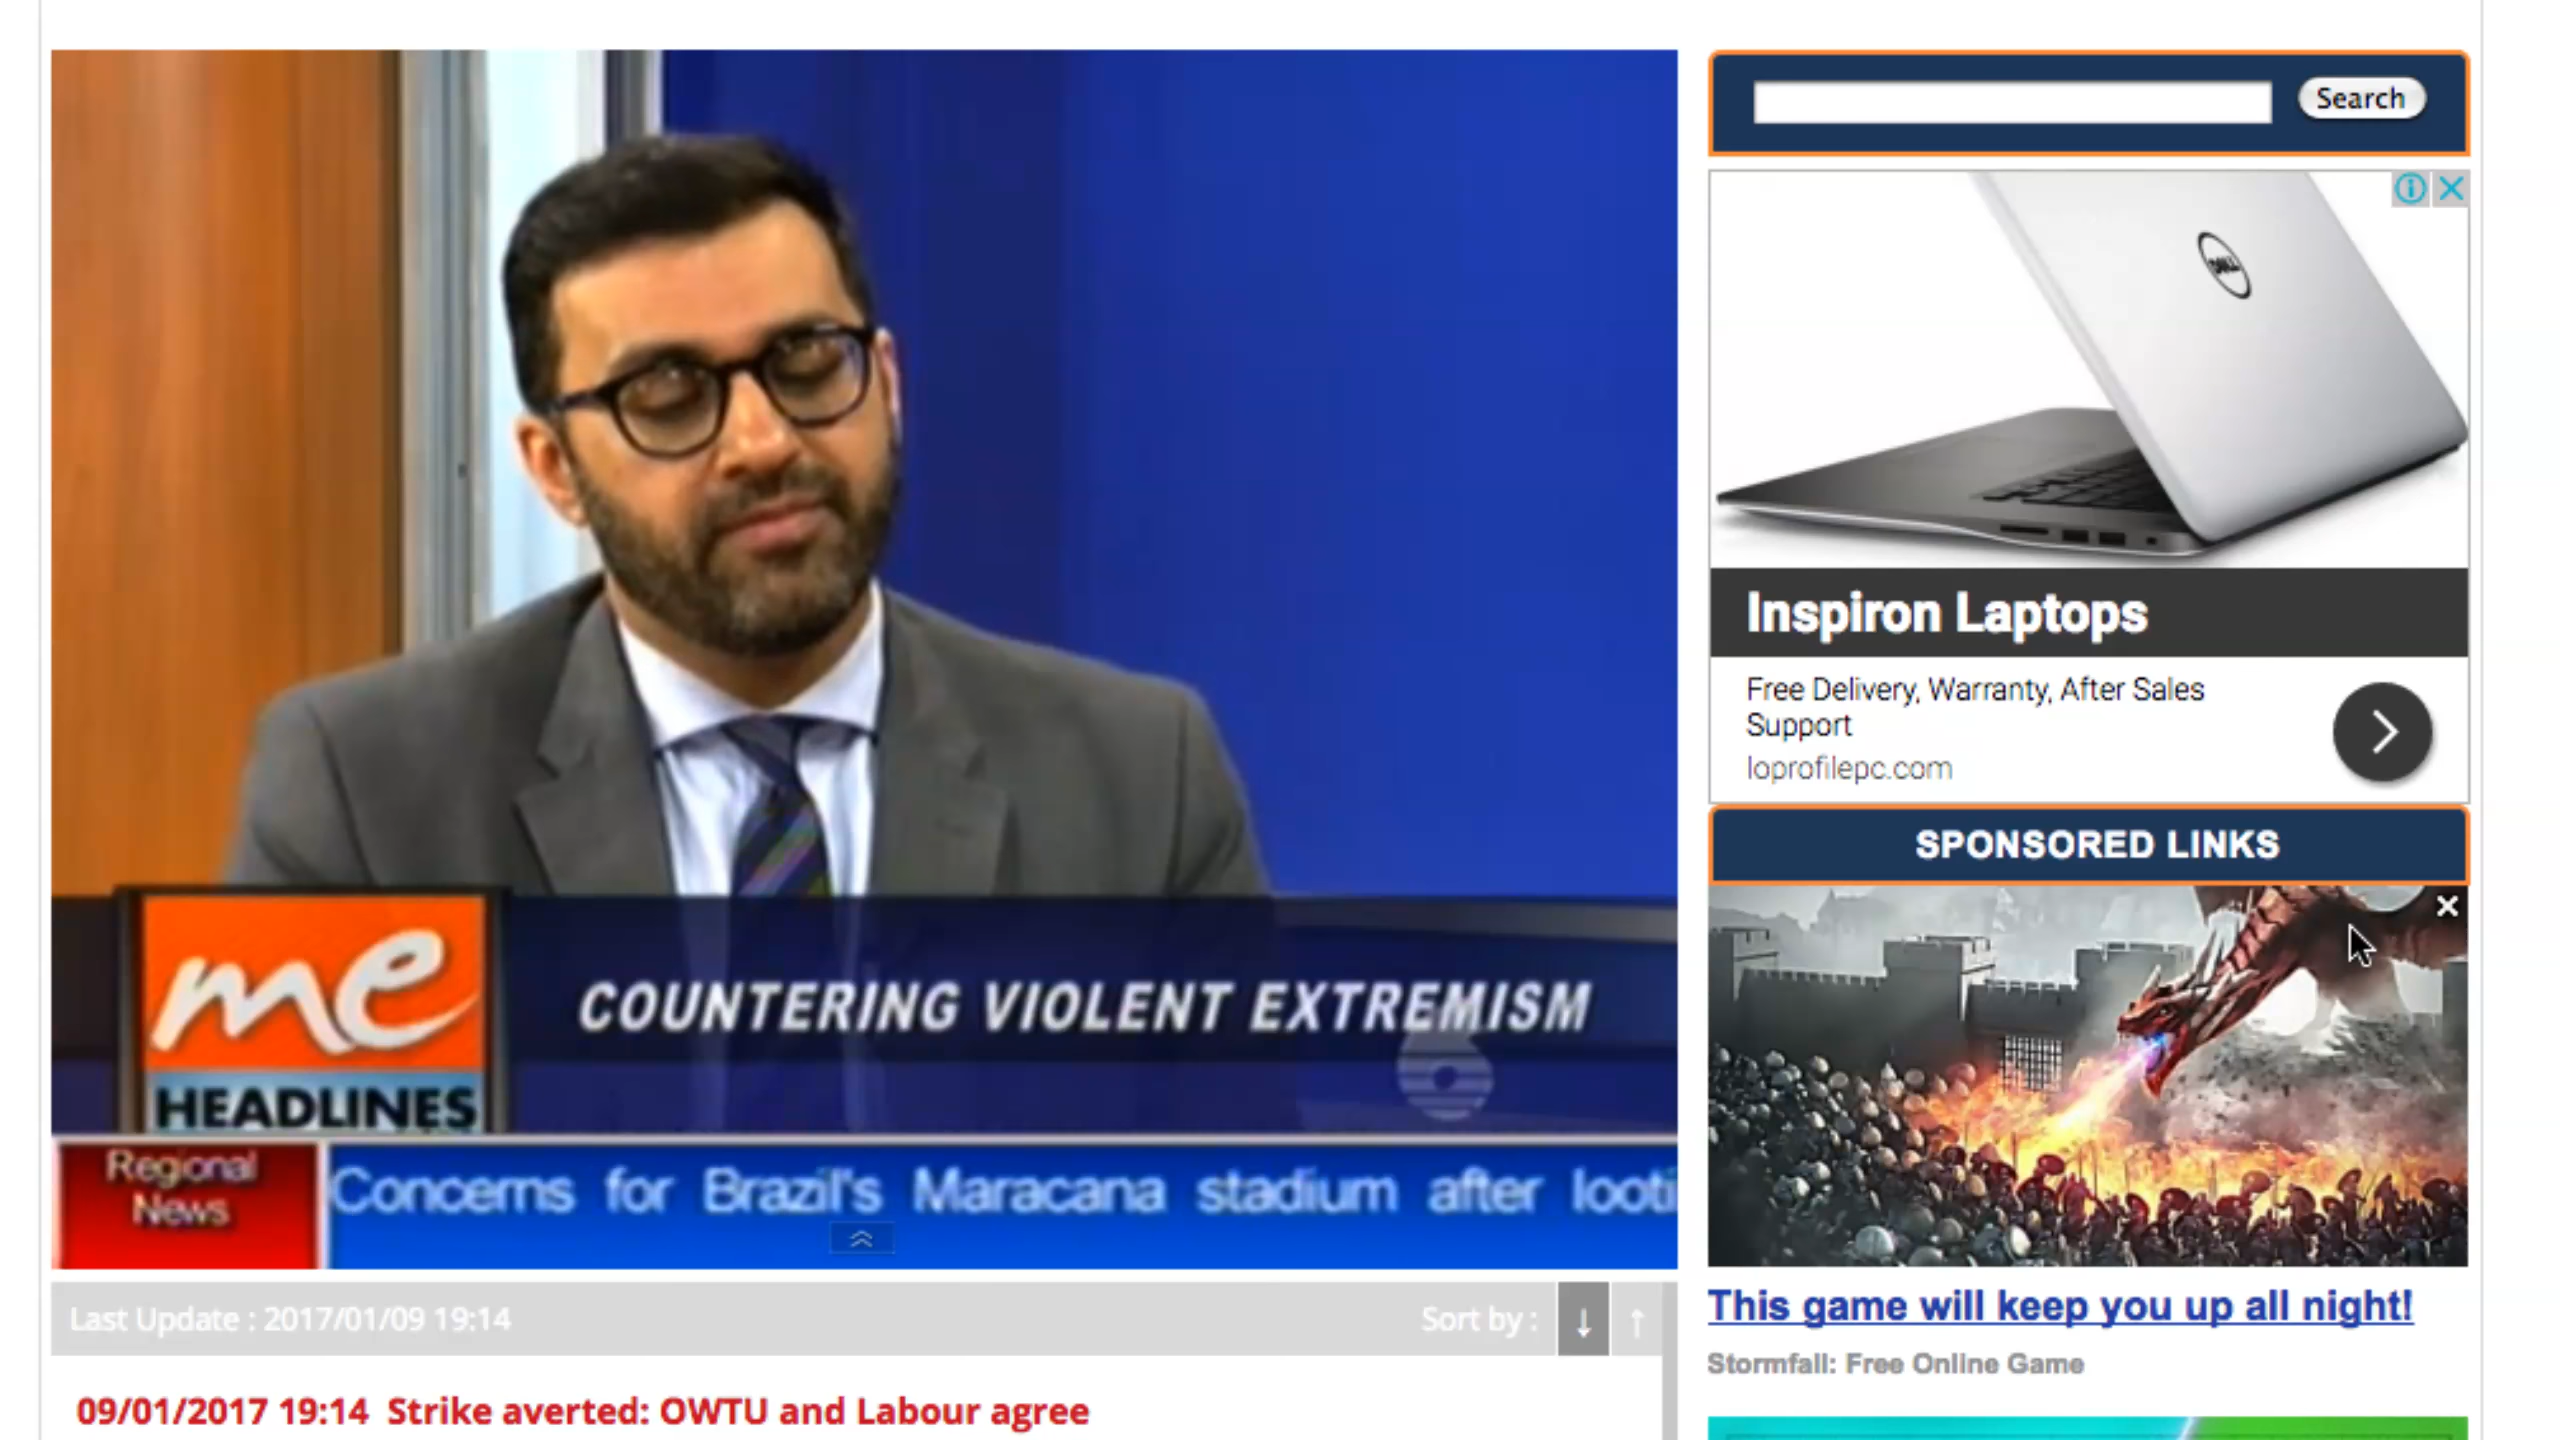 Search
DELL
Inspiron Laptops
Free Delivery, Warranty, After Sales
Support
loprofilepc.com
SPONSORED LINKS
me
HEADLINES
COUNTERING VIOLENT EXTREMISM
6
Regional
News
Concerns for Brazil's Maracana stadium after looti
Last Update : 2017/01/09 19:14
Sort by : ↓ ↑
09/01/2017 19:14 Strike averted: OWTU and Labour agree
This game will keep you up all night!
Stormfall: Free Online Game